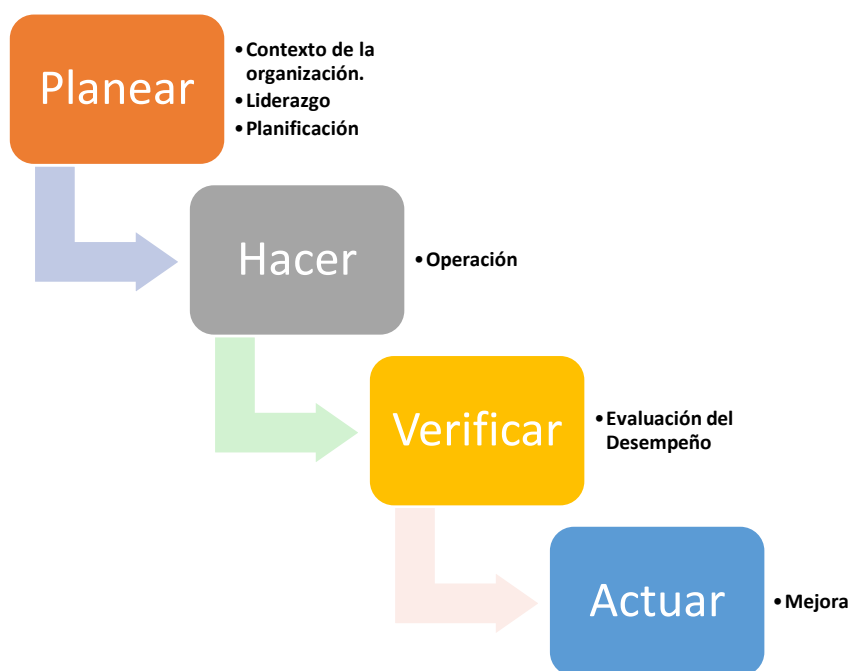 Planear
• Contexto de la
organización.
• Liderazgo
• Planificación
Hacer
• Operación
Verificar
• Evaluación del
Desempeño
Actuar
• Mejora